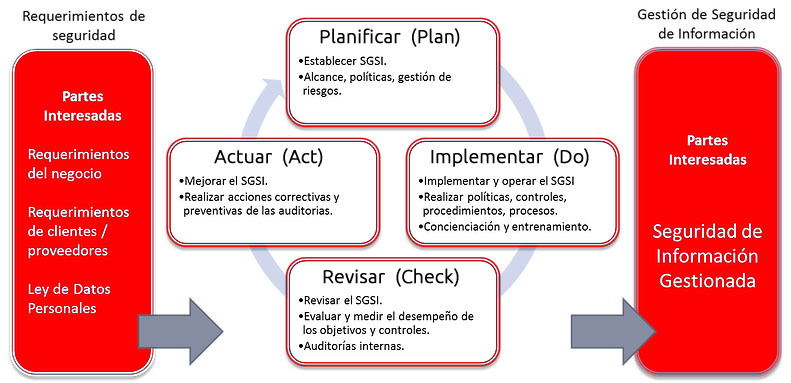 Requerimientos de
seguridad
Partes
Interesadas
Requerimientos
del negocio
Requerimientos
de clientes /
proveedores
Ley de Datos
Personales
Planificar (Plan)
•Establecer SGSI.
•Alcance, políticas, gestión de
riesgos.
Actuar (Act)
•Mejorar el SGSI.
•Realizar acciones correctivas y
preventivas de las auditorias.
Implementar (Do)
•Implementar y operar el SGSI
•Realizar políticas, controles,
procedimientos, procesos.
•Concienciación y entrenamiento.
Revisar (Check)
•Revisar el SGSI.
•Evaluar y medir el desempeño de
los objetivos y controles.
•Auditorías internas.
Gestión de Seguridad
de Información
Partes
Interesadas
Seguridad de
Información
Gestionada